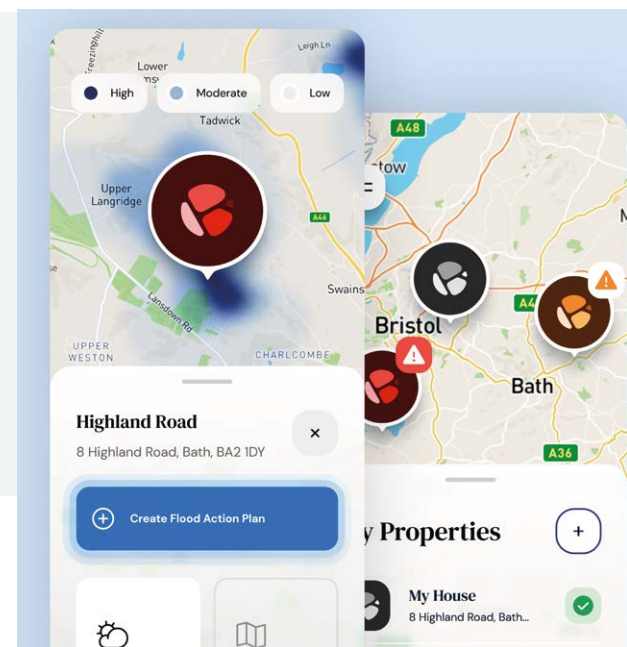 Freezinghill
Lower
Leigh Ln
High
Moderate
Low
Tadwick
Upper
Langridge
A46
Swains
Lansdown Rd
UPPER
WESTON
CHARLCOMBE
Highland Road
8 Highland Road, Bath, BA2 1DY
Create Flood Action Plan
A48
tow
Bristol
A4
Bath
A36
y Properties
My House
8 Highland Road, Bath...